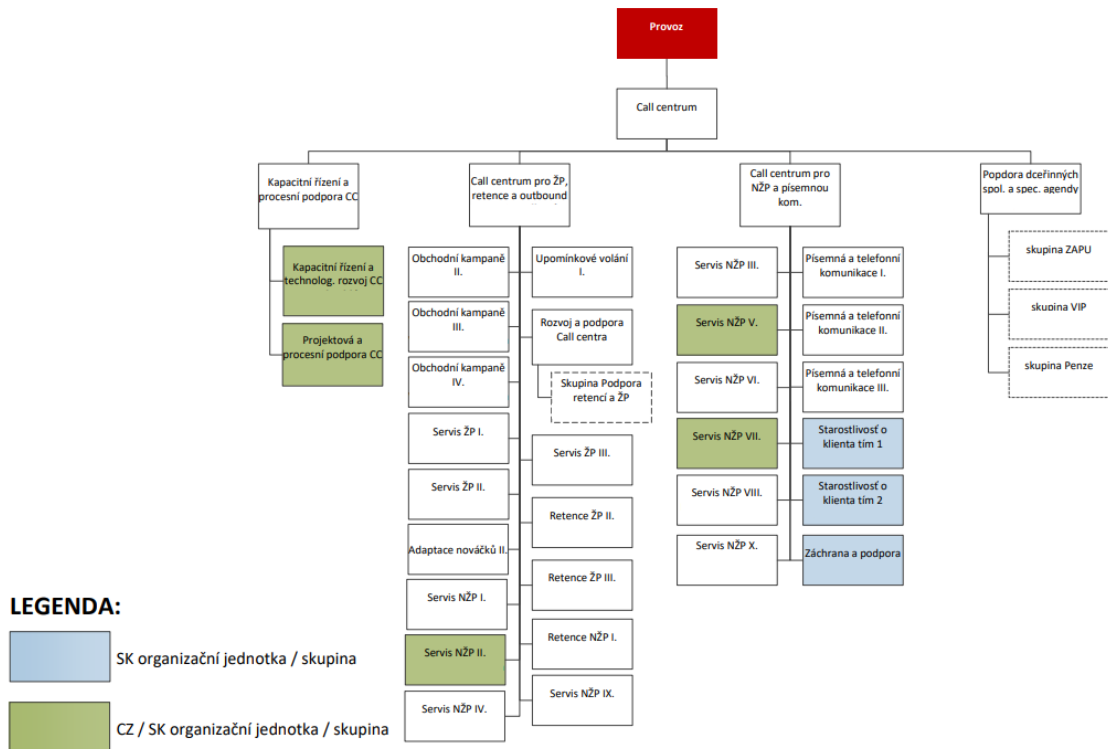 Provoz
Call centrum
Kapacitní řízení a
procesní podpora CC
Call centrum pro ŽP,
retence a outbound
Call centrum pro
NŽP a písemnou
kom.
Popdora dceřinných
spol. a spec. agendy
Kapacitní řízení a
technolog. rozvoj CC
Projektová a
procesní podpora CC
Obchodní kampaně
II.
Obchodní kampaně
III.
Obchodní kampaně
IV.
Servis ŽP I.
Servis ŽP II.
Adaptace nováčků II.
Servis NŽP I.
Servis NŽP II.
Servis NŽP IV.
Upomínkové volání
I.
Rozvoj a podpora
Call centra
Skupina Podpora
retencí a ŽP
Servis ŽP III.
Retence ŽP II.
Retence ŽP III.
Retence NŽP I.
Servis NŽP IX.
Servis NŽP III.
Servis NŽP V.
Servis NŽP VI.
Servis NŽP VII.
Servis NŽP VIII.
Servis NŽP X.
Písemná a telefonní
komunikace I.
Písemná a telefonní
komunikace II.
Písemná a telefonní
komunikace III.
Starostlivosť o
klienta tím 1
Starostlivosť o
klienta tím 2
Záchrana a podpora
skupina ZAPU
skupina VIP
skupina Penze
LEGENDA:
SK organizační jednotka / skupina
CZ / SK organizační jednotka / skupina